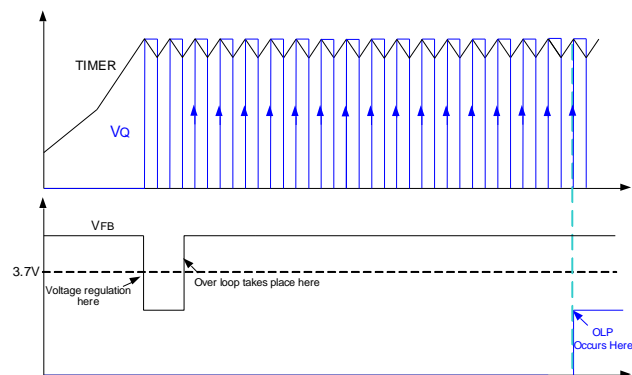 TIMER
VQ
VFB
3.7V
Voltage regulation
here
Over loop takes place here
OLP
Occurs Here